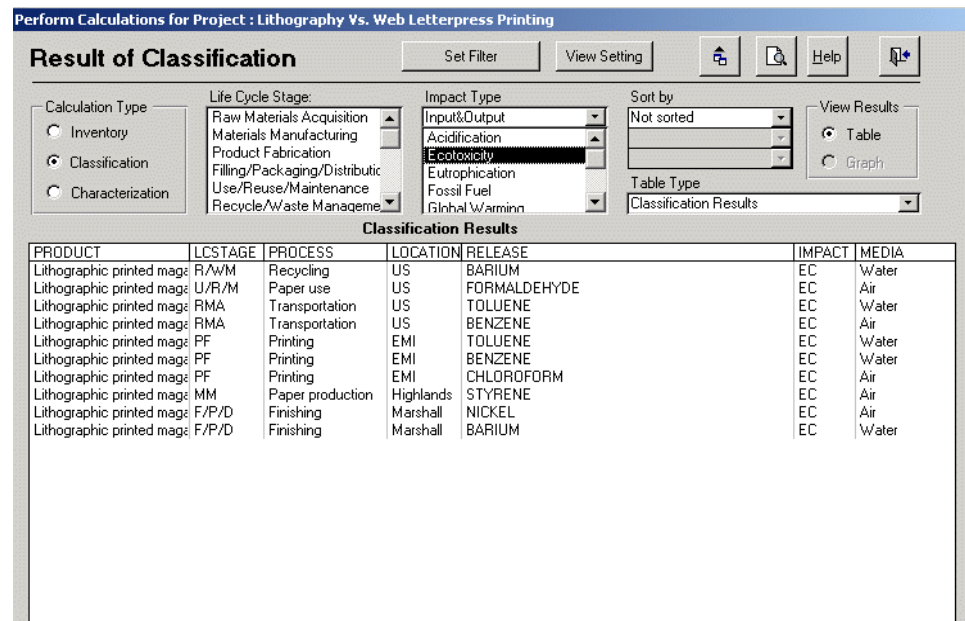 Perform Calculations for Project : Lithography Vs. Web Letterpress Printing
Result of Classification
Set Filter
View Setting
Help
Calculation Type
Inventory
Classification
Characterization
Life Cycle Stage:
Raw Materials Acquisition
Materials Manufacturing
Product Fabrication
Filling/Packaging/Distributic
Use/Reuse/Maintenance
Recycle/Waste Manageme
Impact Type
Input&Output
Acidification
Ecotoxicity
Eutrophication
Fossil Fuel
Global Warming
Sort by
Not sorted
Table Type
Classification Results
View Results
Table
Graph
Classification Results
PRODUCT LCSTAGE PROCESS LOCATION RELEASE IMPACT MEDIA
Lithographic printed maga R/WM Recycling US BARIUM EC Water
Lithographic printed maga U/R/M Paper use US FORMALDEHYDE EC Air
Lithographic printed maga RMA Transportation US TOLUENE EC Water
Lithographic printed maga RMA Transportation US BENZENE EC Air
Lithographic printed maga PF Printing EMI TOLUENE EC Water
Lithographic printed maga PF Printing EMI BENZENE EC Water
Lithographic printed maga PF Printing EMI CHLOROFORM EC Air
Lithographic printed maga MM Paper production Highlands STYRENE EC Air
Lithographic printed maga F/P/D Finishing Marshall NICKEL EC Air
Lithographic printed maga F/P/D Finishing Marshall BARIUM EC Water